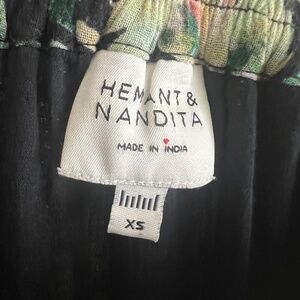 HEMANT &
NANDITA
MADE IN INDIA
XS